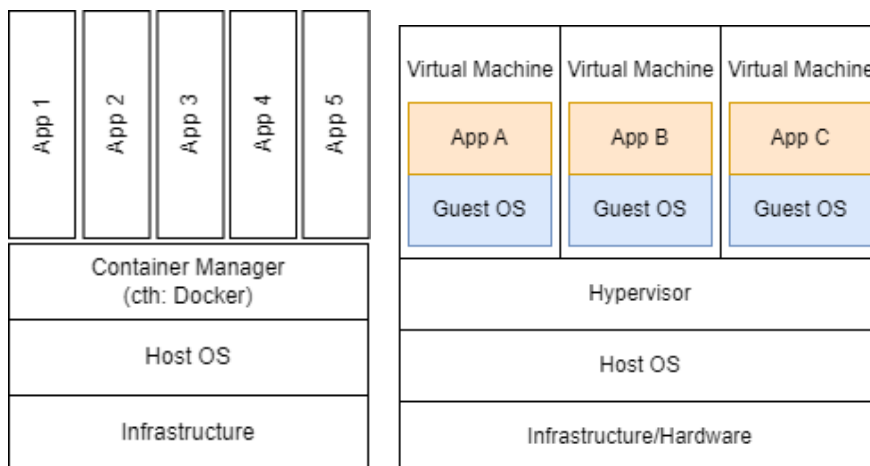 App 1
App 2
App 3
App 4
App 5
Container Manager
(cth: Docker)
Host OS
Infrastructure
Virtual Machine
Virtual Machine
Virtual Machine
App A
App B
App C
Guest OS
Guest OS
Guest OS
Hypervisor
Host OS
Infrastructure/Hardware